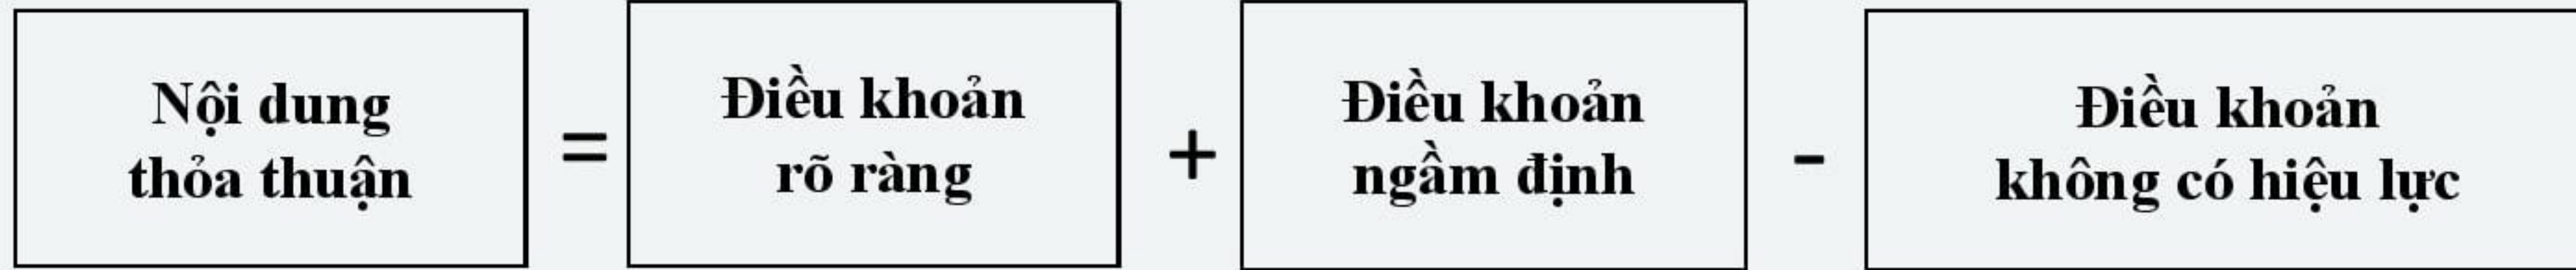 Nội dung
thỏa thuận
=
Điều khoản
rõ ràng
+
Điều khoản
ngầm định
-
Điều khoản
không có hiệu lực